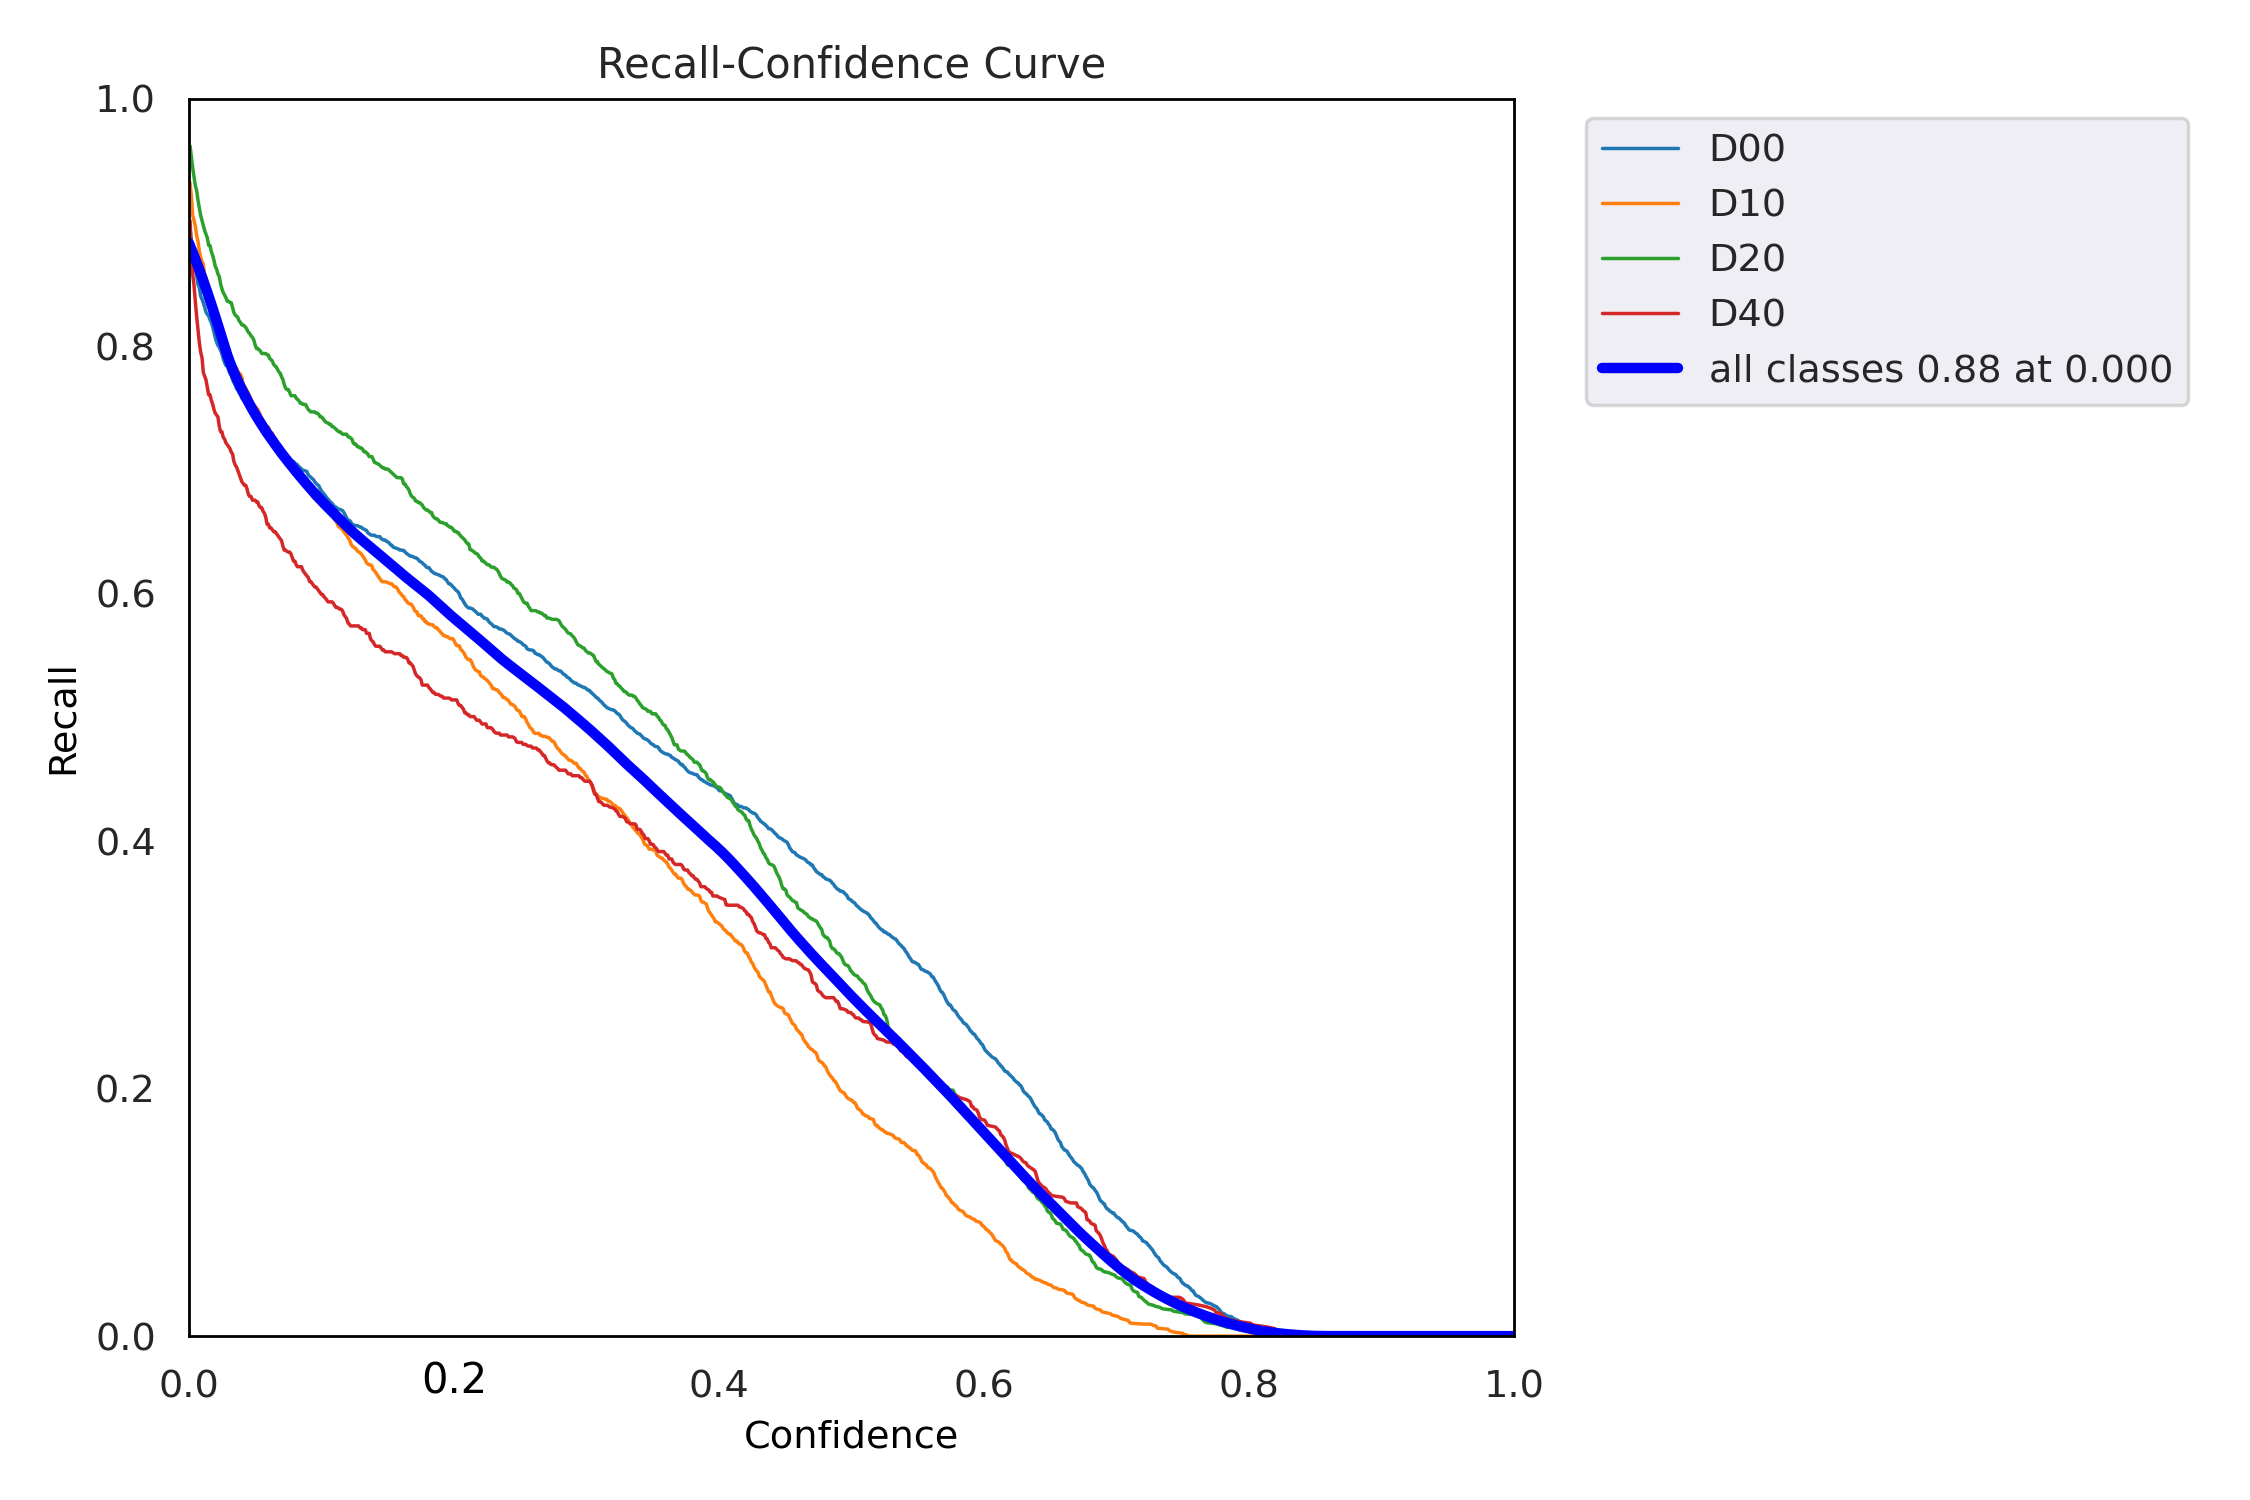 Recall-Confidence Curve
1.0
0.8
0.6
0.4
0.2
0.0
Recall
0.0 0.2 0.4 0.6 0.8 1.0
Confidence
D00
D10
D20
D40
all classes 0.88 at 0.000